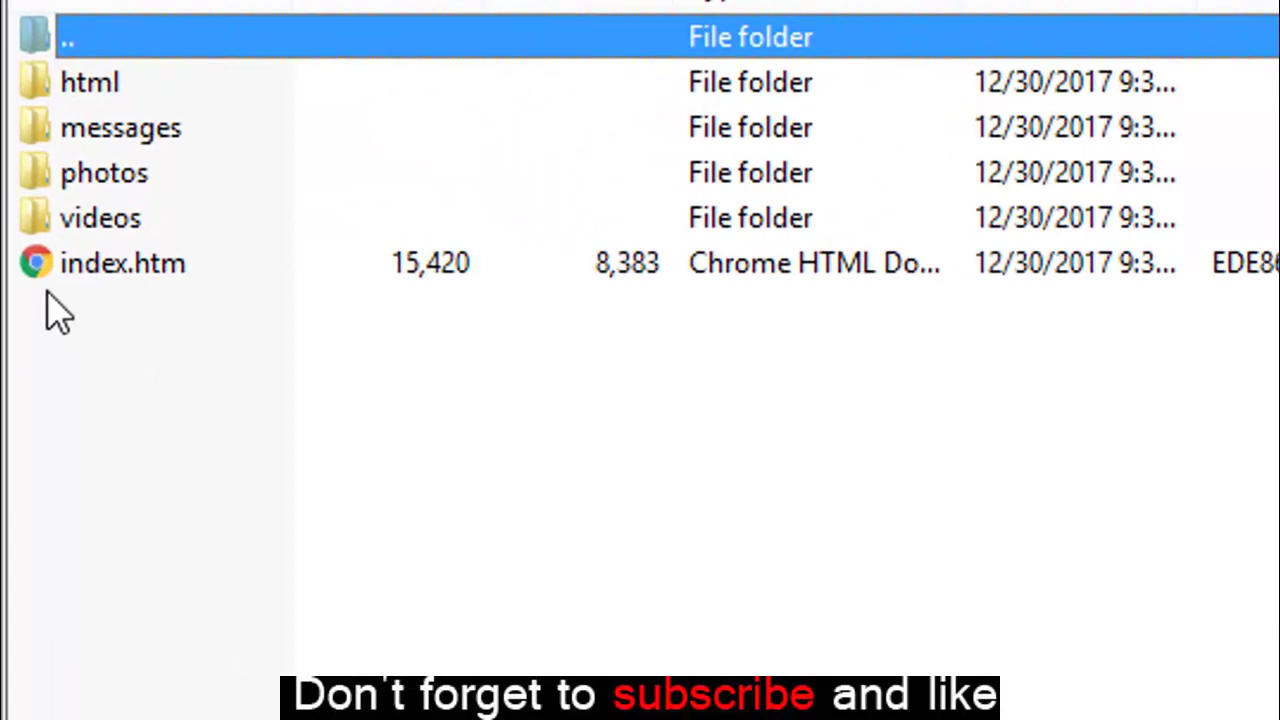 .. File folder
html File folder 12/30/2017 9:3...
messages File folder 12/30/2017 9:3...
photos File folder 12/30/2017 9:3...
videos File folder 12/30/2017 9:3...
index.htm 15,420 8,383 Chrome HTML Do... 12/30/2017 9:3... EDE86
Don't forget to subscribe and like